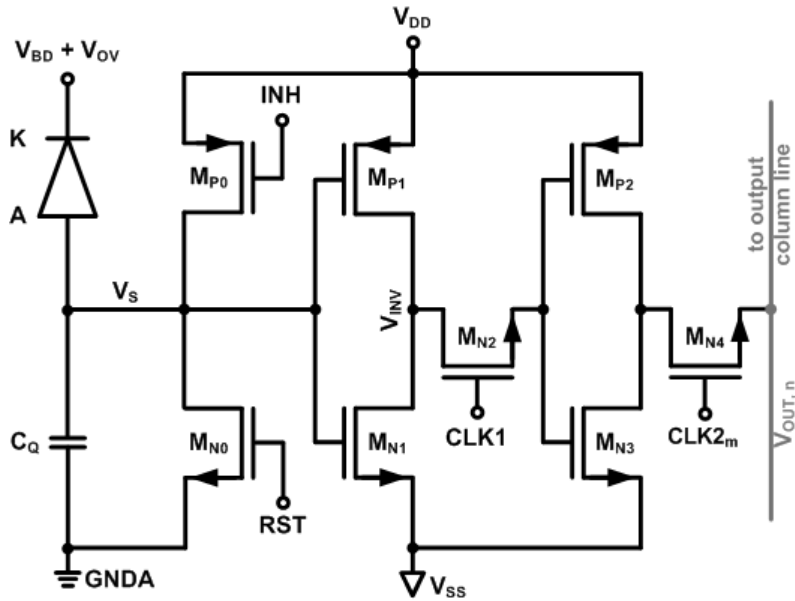 V_DD
V_BD + V_OV
INH
K
A
M_P0
M_P1
M_P2
to output
column line
V_S
V_INV
M_N2
M_N4
C_Q
M_N0
M_N1
CLK1
M_N3
CLK2_m
V_OUT, n
RST
GNDA
V_SS